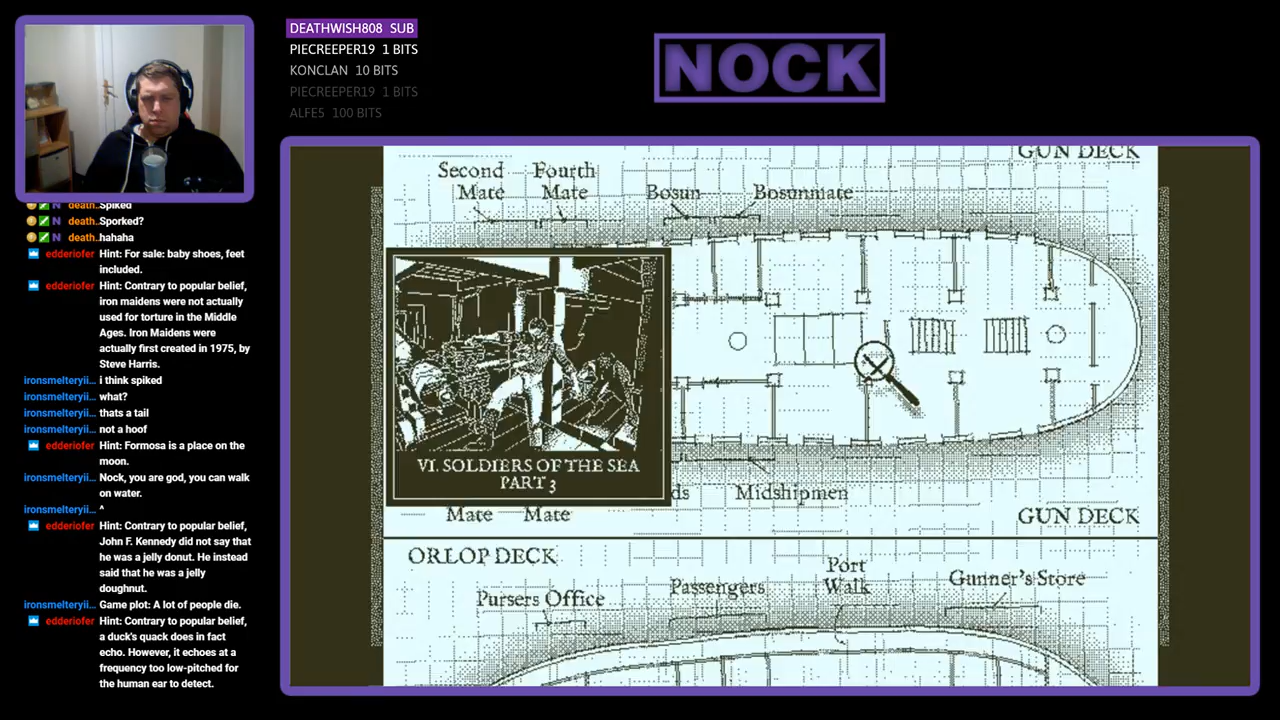 DEATHWISH808 SUB
PIECREEPER19 1 BITS
KONCLAN 10 BITS
PIECREEPER19 1 BITS
ALFE5 100 BITS
NOCK
death.. Spiked
death.. Sporked?
death.. hahaha
edderiofer Hint: For sale: baby shoes, feet
included.
edderiofer Hint: Contrary to popular belief,
iron maidens were not actually
used for torture in the Middle
Ages. Iron Maidens were
actually first created in 1975, by
Steve Harris.
ironsmelteryii... i think spiked
ironsmelteryii... what?
ironsmelteryii... thats a tail
ironsmelteryii... not a hoof
edderiofer Hint: Formosa is a place on the
moon.
ironsmelteryii... Nock, you are god, you can walk
on water.
ironsmelteryii... ^
edderiofer Hint: Contrary to popular belief,
John F. Kennedy did not say that
he was a jelly donut. He instead
said that he was a jelly
doughnut.
ironsmelteryii... Game plot: A lot of people die.
edderiofer Hint: Contrary to popular belief,
a duck's quack does in fact
echo. However, it echoes at a
frequency too low-pitched for
the human ear to detect.
GUN DECK
Second
Mate
Fourth
Mate
Bosun
Bosunmate
VI. SOLDIERS OF THE SEA
PART 3
ds
Midshipmen
Mate
Mate
GUN DECK
ORLOP DECK
Pursers Office
Passengers
Port
Walk
Gunner's Store